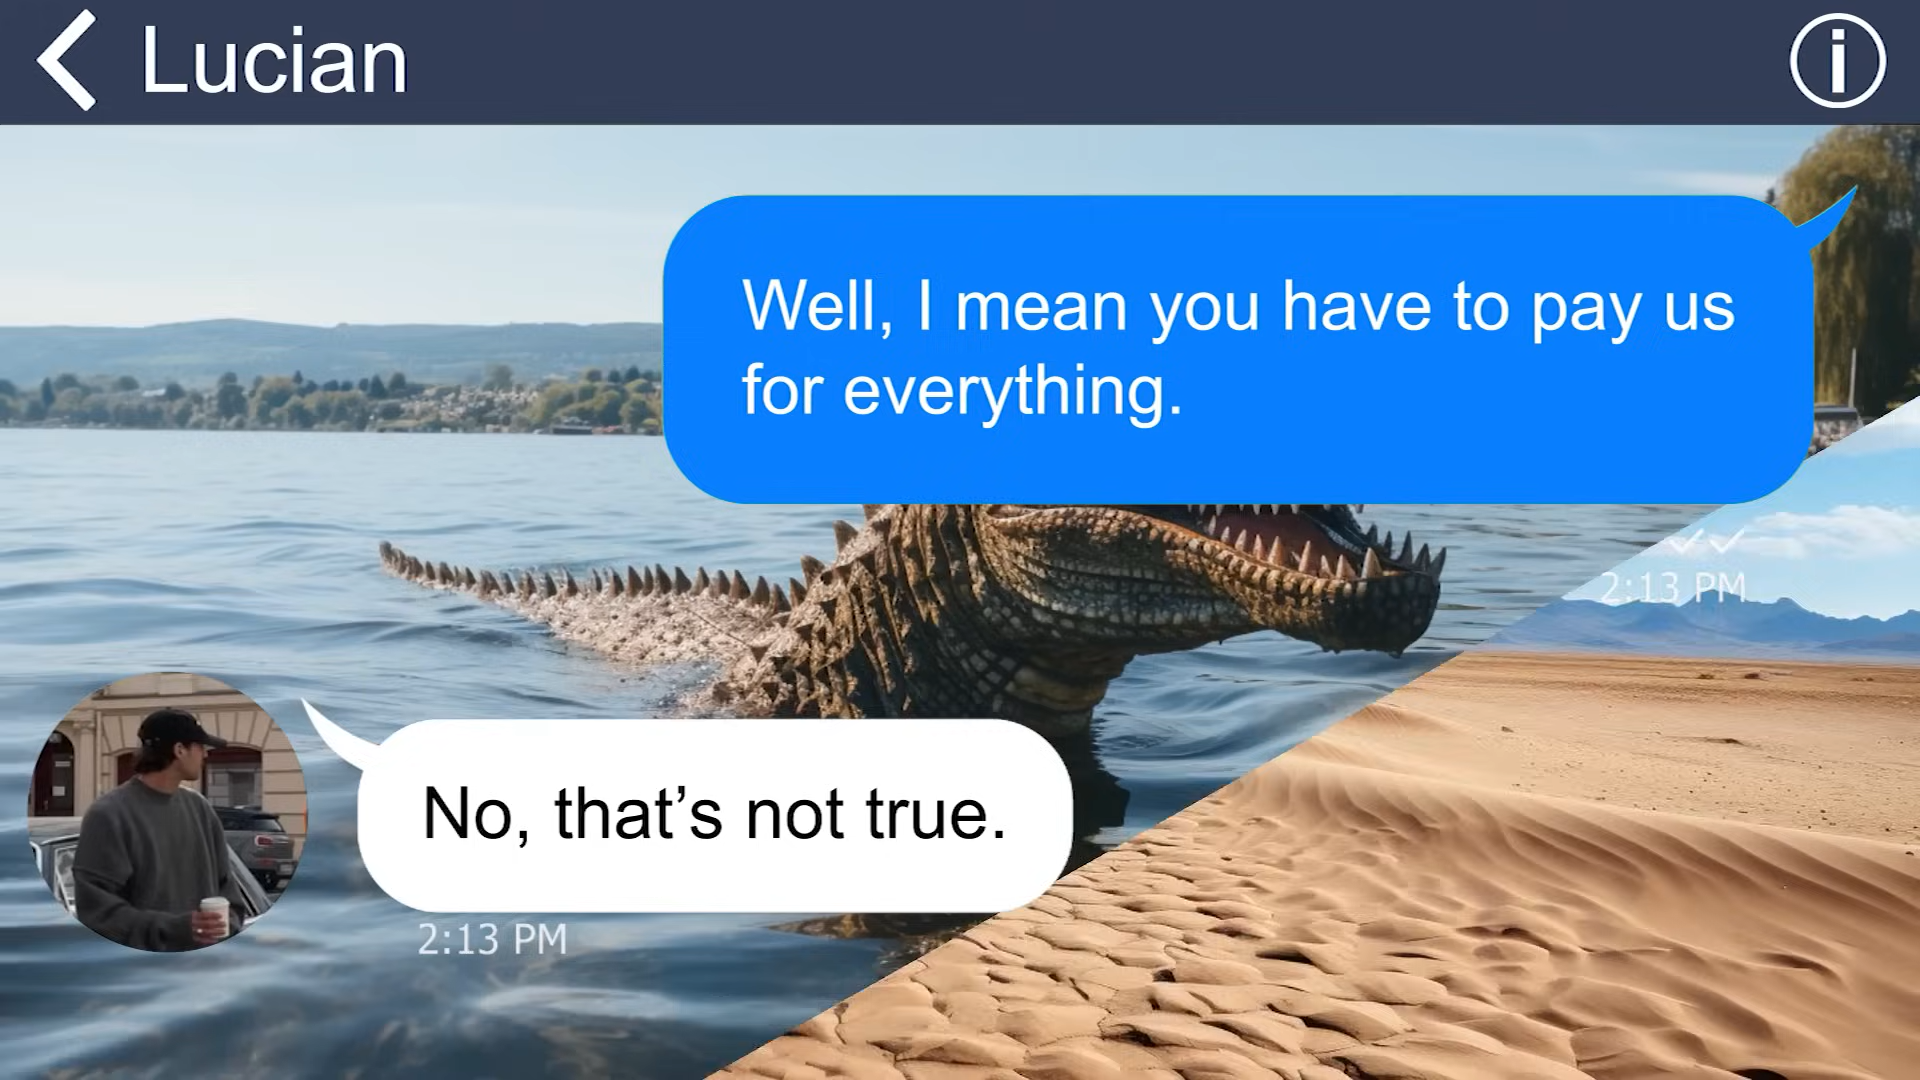 Lucian
Well, I mean you have to pay us
for everything.
2:13 PM
No, that’s not true.
2:13 PM